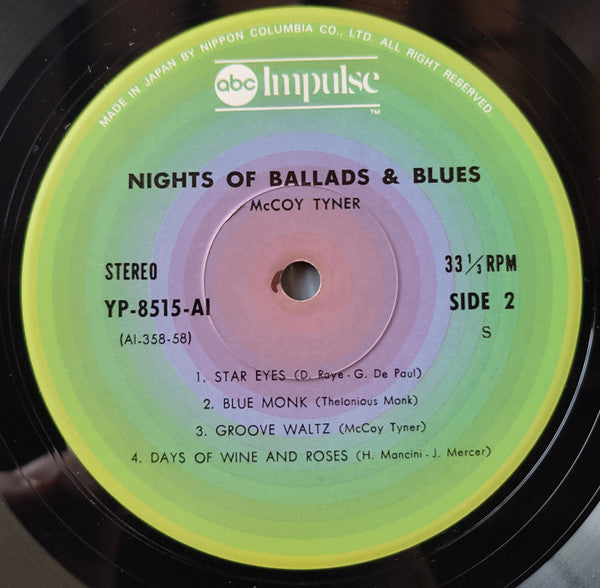 MADE IN JAPAN BY NIPPON COLUMBIA CO., LTD. ALL RIGHT RESERVED.
abc Impulse
TM
NIGHTS OF BALLADS & BLUES
McCOY TYNER
STEREO
33 1/3 RPM
YP-8515-AI
SIDE 2
(AI-358-58)
S
1. STAR EYES (D. Raye - G. De Paul)
2. BLUE MONK (Thelonious Monk)
3. GROOVE WALTZ (McCoy Tyner)
4. DAYS OF WINE AND ROSES (H. Mancini - J. Mercer)